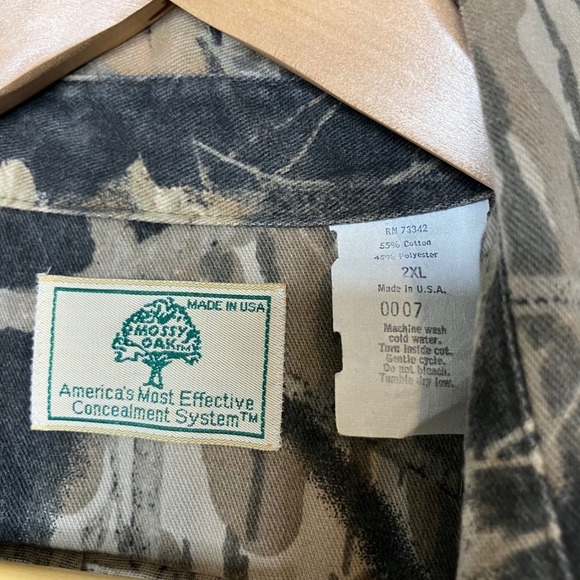 MADE IN USA
MOSSY
OAK™
America's Most Effective
Concealment System™
RN 73342
55% Cotton
45% Polyester
2XL
Made in U.S.A.
0007
Machine wash
cold water.
Turn inside out.
Gentle cycle.
Do not bleach.
Tumble dry low.